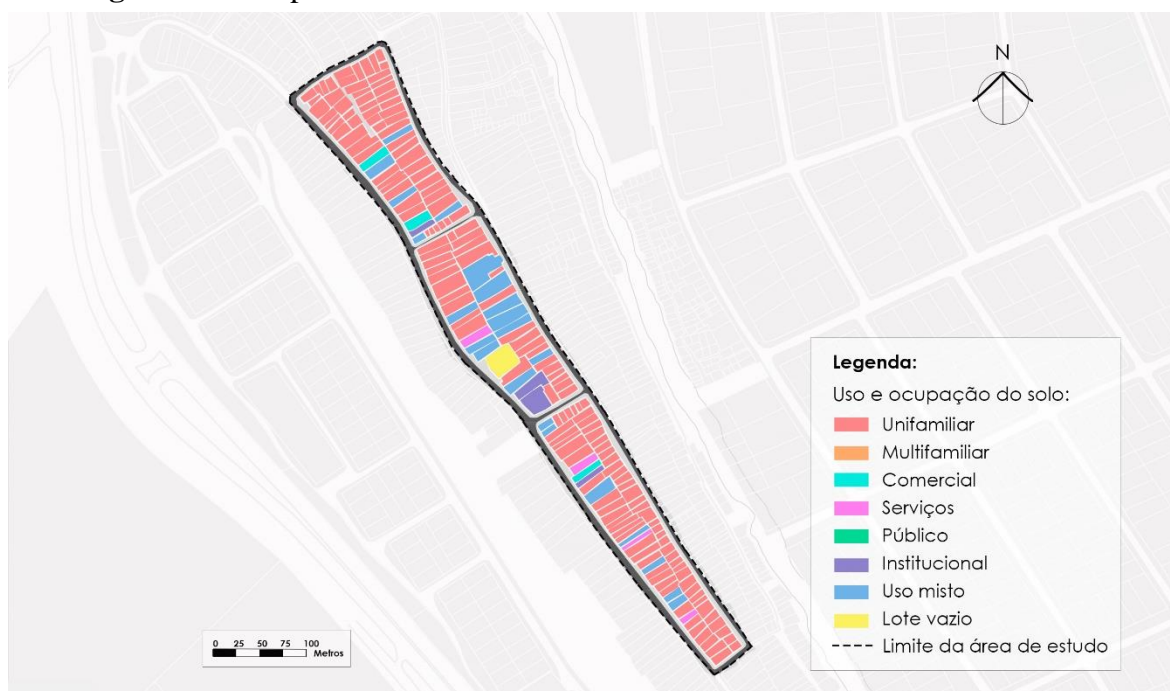 N
Legenda:
Uso e ocupação do solo:
Unifamiliar
Multifamiliar
Comercial
Serviços
Público
Institucional
Uso misto
Lote vazio
Limite da área de estudo
0 25 50 75 100
Metros